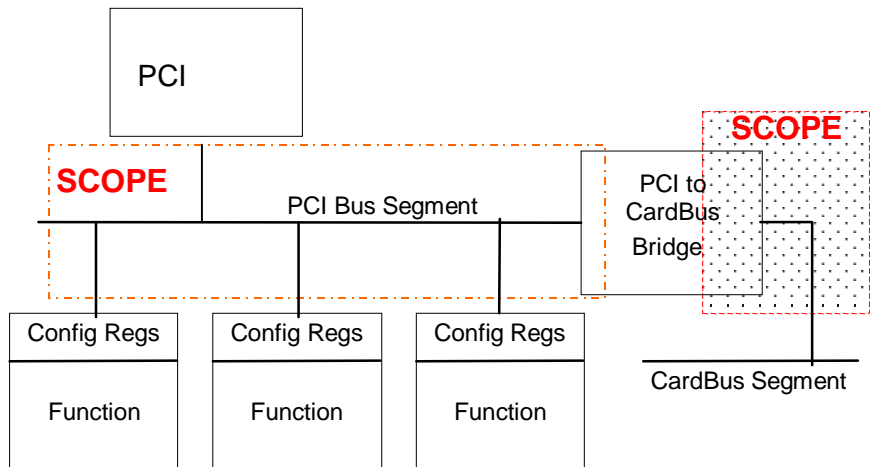 PCI
SCOPE
SCOPE
PCI Bus Segment
PCI to
CardBus
Bridge
Config Regs
Config Regs
Config Regs
Function
Function
Function
CardBus Segment